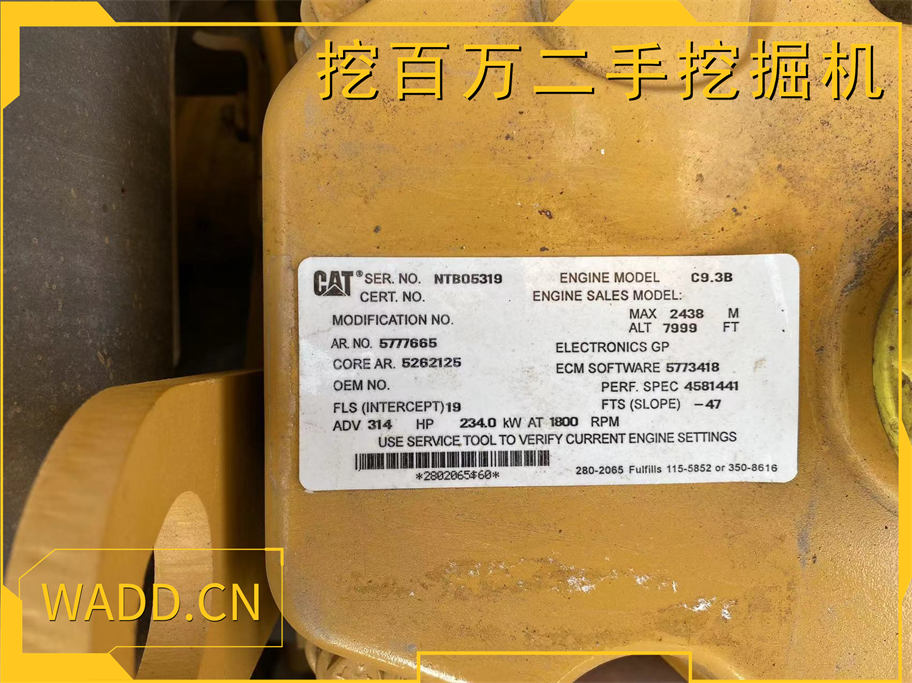 挖百万二手挖掘机
CAT® SER. NO. NTB05319 ENGINE MODEL C9.3B
CERT. NO. ENGINE SALES MODEL:
MODIFICATION NO. MAX 2438 M
ALT 7999 FT
AR. NO. 5777665 ELECTRONICS GP
CORE AR. 5262125 ECM SOFTWARE 5773418
OEM NO. PERF. SPEC 4581441
FLS (INTERCEPT) 19 FTS (SLOPE) -47
ADV 314 HP 234.0 kW AT 1800 RPM
USE SERVICE TOOL TO VERIFY CURRENT ENGINE SETTINGS
*2802065$60*
280-2065 Fulfills 115-5852 or 350-8616
WADD.CN